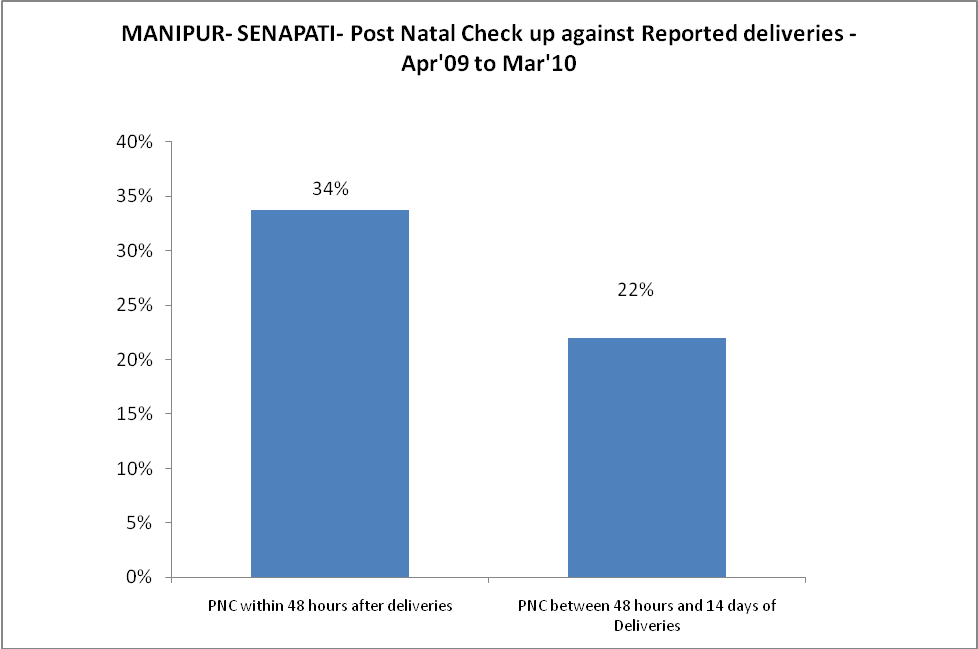 MANIPUR- SENAPATI- Post Natal Check up against Reported deliveries -
Apr'09 to Mar'10
40%
35%
30%
25%
20%
15%
10%
5%
0%
34%
22%
PNC within 48 hours after deliveries
PNC between 48 hours and 14 days of
Deliveries